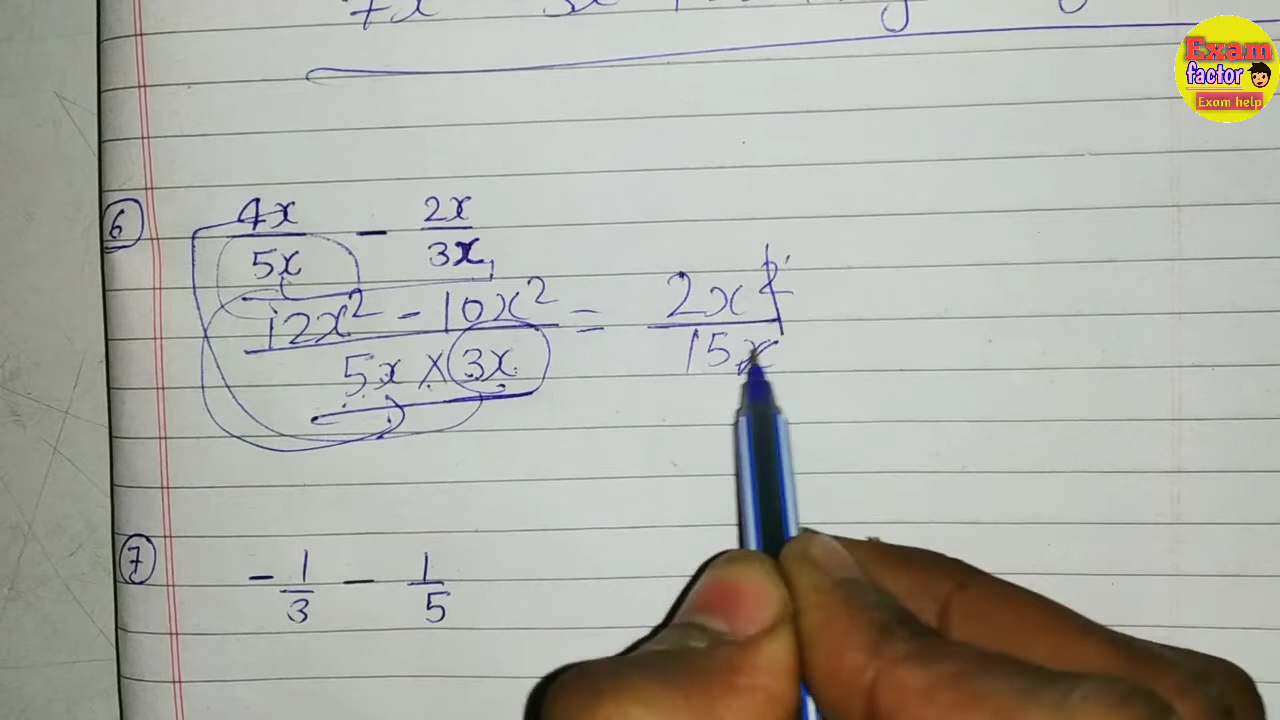 Exam
factor
Exam help
6 4x/5x - 2x/3x
12x² - 10x² / 5x × 3x = 2x² / 15x
7 -1/3 - 1/5